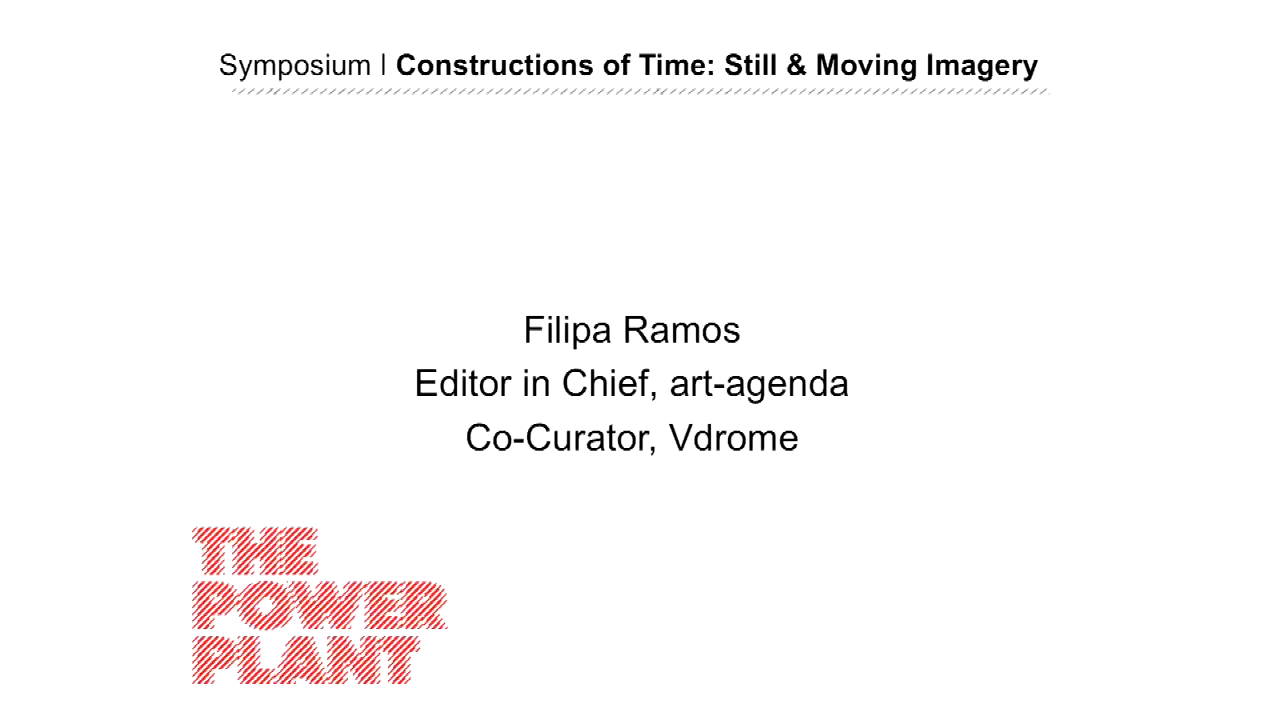 Symposium | Constructions of Time: Still & Moving Imagery
Filipa Ramos
Editor in Chief, art-agenda
Co-Curator, Vdrome
THE
POWER
PLANT